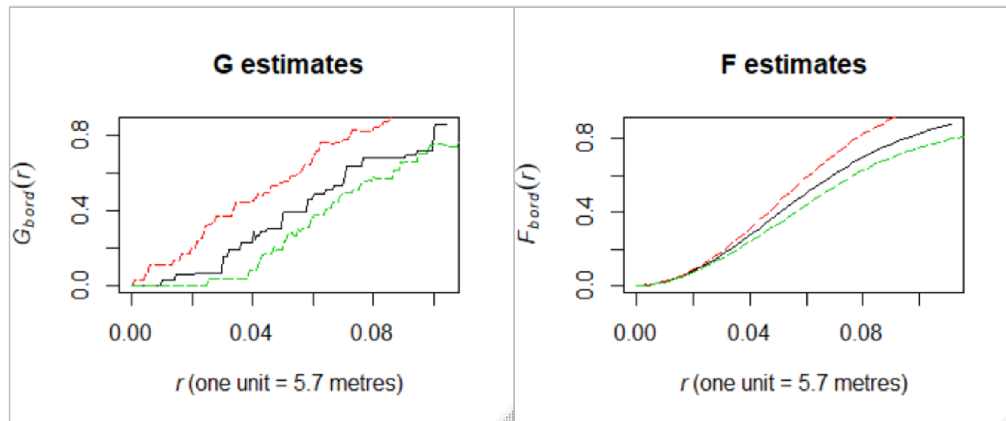 G estimates
G_bord(r)
0.0 0.4 0.8
0.00 0.04 0.08
r (one unit = 5.7 metres)
F estimates
F_bord(r)
0.0 0.4 0.8
0.00 0.04 0.08
r (one unit = 5.7 metres)